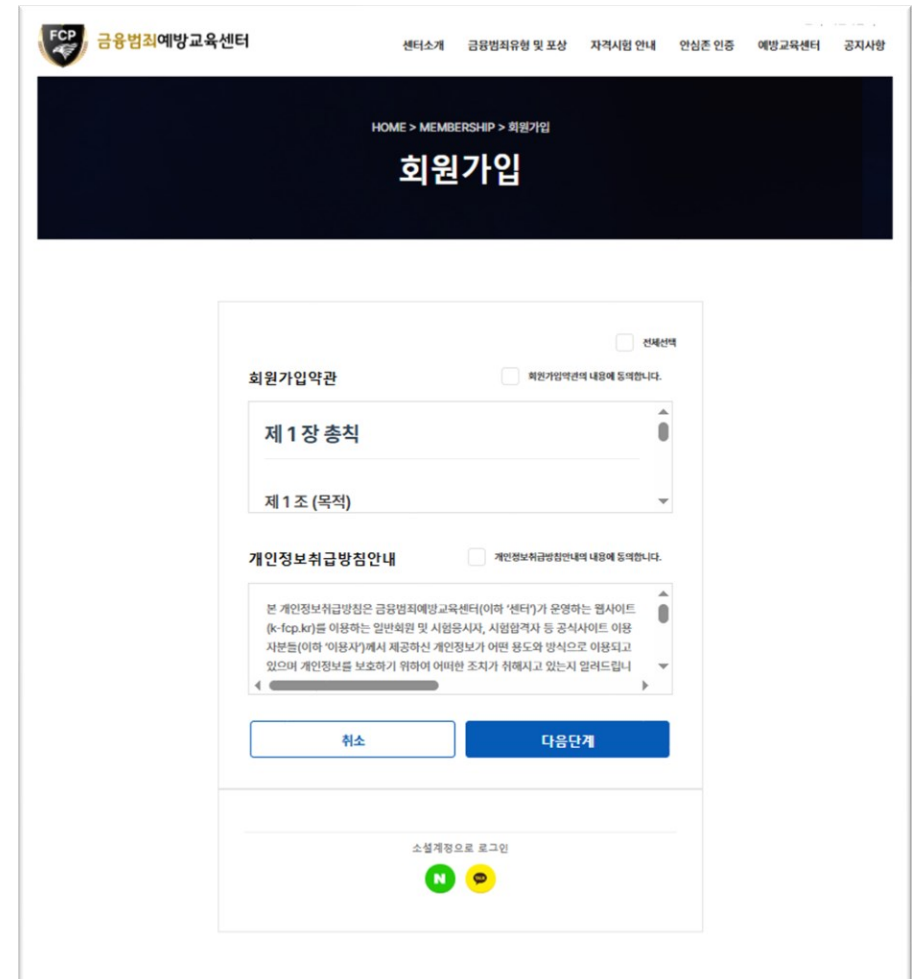 FCP
금융범죄예방교육센터
센터소개 금융범죄유형 및 포상 자격시험 안내 안심존 인증 예방교육센터 공지사항
HOME > MEMBERSHIP > 회원가입
회원가입
전체선택
회원가입약관
회원가입약관의 내용에 동의합니다.
제 1 장 총칙
제 1 조 (목적)
개인정보취급방침안내
개인정보취급방침안내의 내용에 동의합니다.
본 개인정보취급방침은 금융범죄예방교육센터(이하 ‘센터’)가 운영하는 웹사이트
(k-fcp.kr)를 이용하는 일반회원 및 시험응시자, 시험합격자 등 공식사이트 이용
자분들(이하 ‘이용자’)께서 제공하신 개인정보가 어떤 용도와 방식으로 이용되고
있으며 개인정보를 보호하기 위하여 어떠한 조치가 취해지고 있는지 알려드립니
취소
다음단계
소셜계정으로 로그인
N
TALK